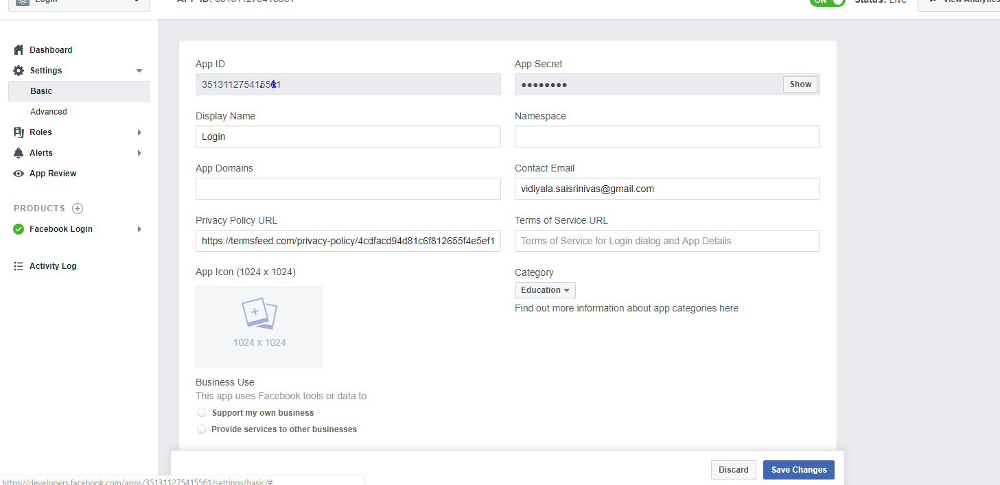 Login
APP ID: 351311275415561
ON
Status: Live
View Analytics
Dashboard
Settings
Basic
Advanced
Roles
Alerts
App Review
PRODUCTS
Facebook Login
Activity Log
App ID
351311275415561
App Secret
●●●●●●●●
Show
Display Name
Login
Namespace
App Domains
Contact Email
vidiyala.saisrinivas@gmail.com
Privacy Policy URL
https://termsfeed.com/privacy-policy/4cdfacd94d81c6f812655f4e5ef1
Terms of Service URL
Terms of Service for Login dialog and App Details
App Icon (1024 x 1024)
1024 x 1024
Category
Education
Find out more information about app categories here
Business Use
This app uses Facebook tools or data to
Support my own business
Provide services to other businesses
Discard
Save Changes
https://developers.facebook.com/apps/351311275415561/settings/basic/#